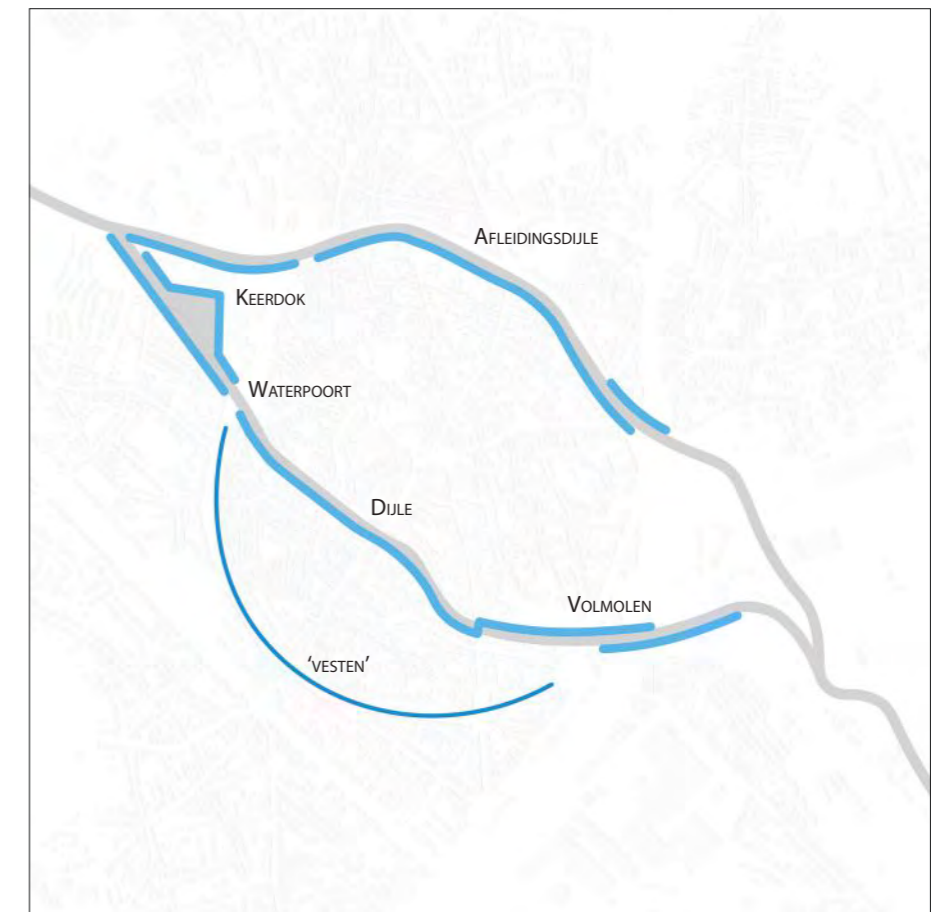 Afleidingsdijle
Keerdok
Waterpoort
Dijle
Volmolen
‘vesten’